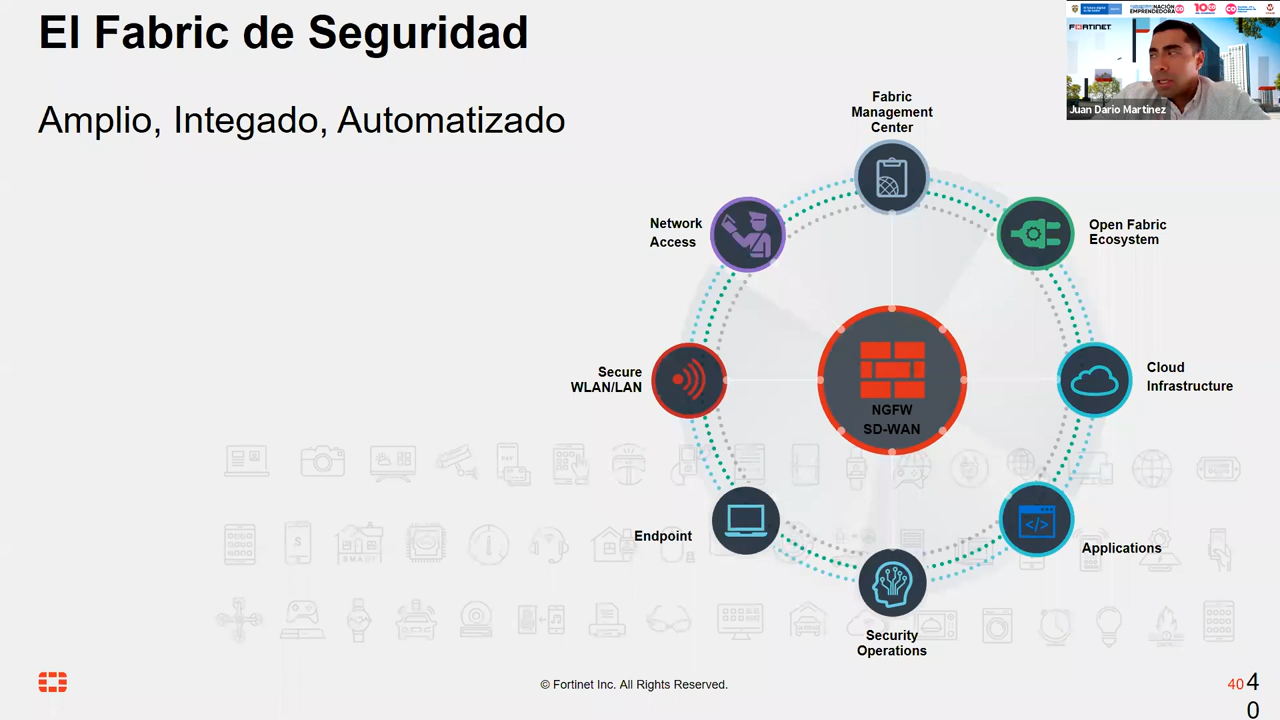 El Fabric de Seguridad
Amplio, Integado, Automatizado
NACIÓN
EMPRENDEDORA
FORTINET
Juan Dario Martinez
Fabric
Management
Center
Network
Access
Open Fabric
Ecosystem
Secure
WLAN/LAN
Cloud
Infrastructure
NGFW
SD-WAN
Endpoint
Applications
Security
Operations
© Fortinet Inc. All Rights Reserved.
40
4
0